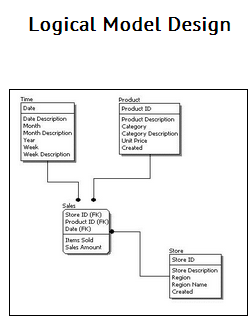 Logical Model Design
Time
Date
Date Description
Month
Month Description
Year
Week
Week Description
Product
Product ID
Product Description
Category
Category Description
Unit Price
Created
Sales
Store ID (FK)
Product ID (FK)
Date (FK)
Items Sold
Sales Amount
Store
Store ID
Store Description
Region
Region Name
Created